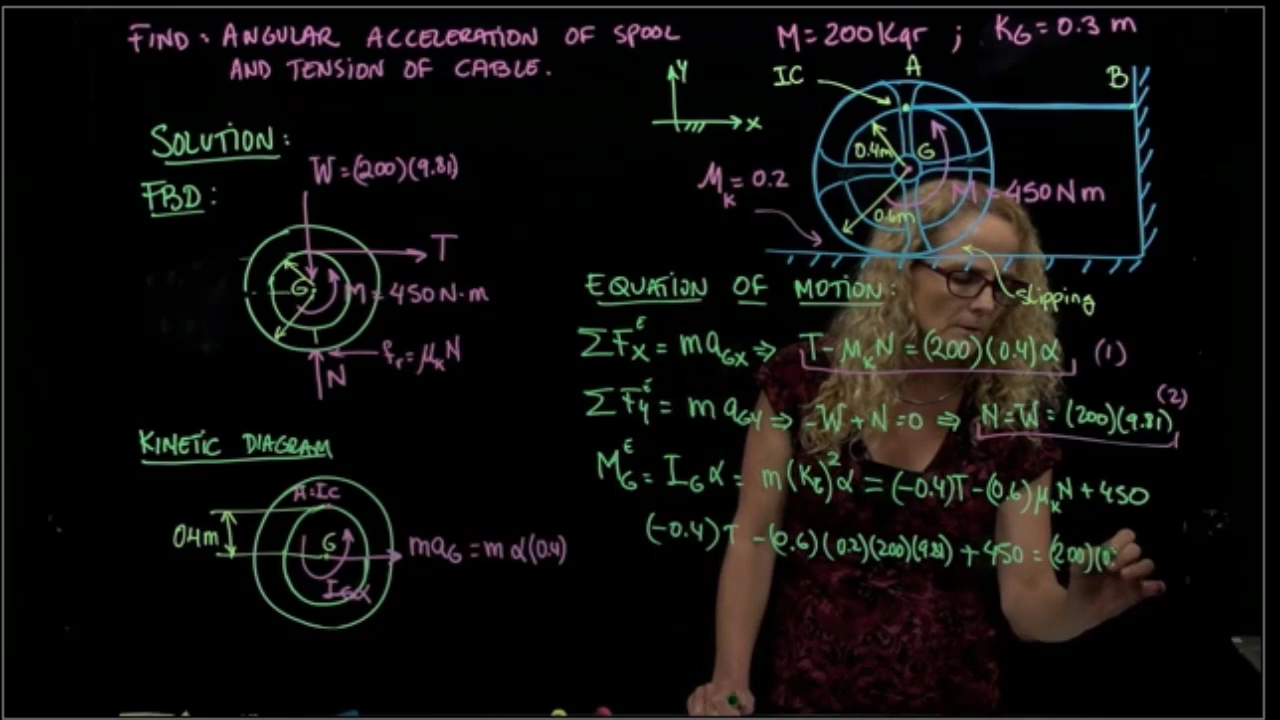 FIND: ANGULAR ACCELERATION OF SPOOL
AND TENSION OF CABLE.
M=200 Kgr ; KG=0.3 m
Y
x
IC
A
B
0.4m
G
0.6m
M=450 Nm
μk=0.2
slipping
SOLUTION:
FBD:
W=(200)(9.81)
T
G
M=450 N·m
fr=μkN
N
KINETIC DIAGRAM
A=IC
0.4m
G
maG=mα(0.4)
IGα
EQUATION OF MOTION:
ΣFx^E = maGx ⇒ T-μkN=(200)(0.4)α (1)
ΣFy^E = maGY ⇒ -W+N=0 ⇒ N=W=(200)(9.81) (2)
MG^E = IGα = m(KG)²α = (-0.4)T-(0.6)μkN+450
(-0.4)T-(0.6)(0.2)(200)(9.81)+450=(200)(0.